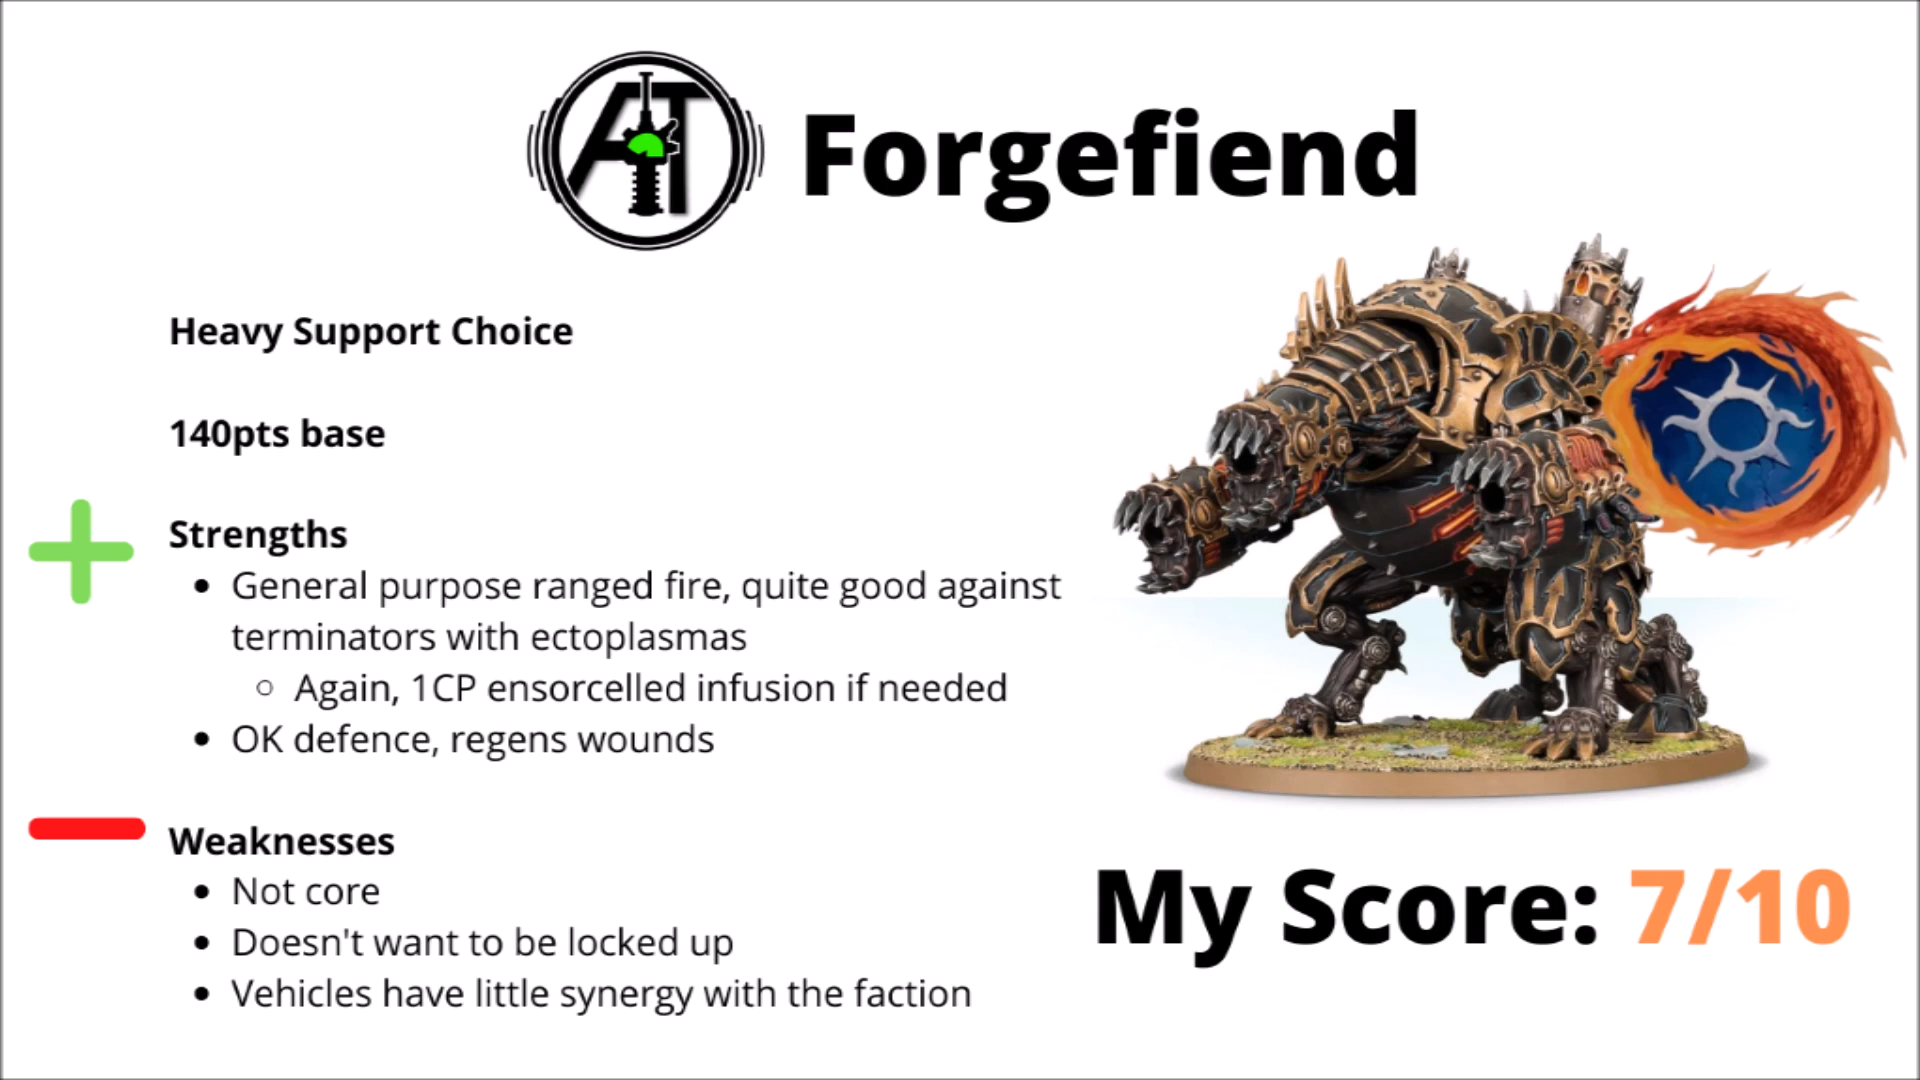 AT
Forgefiend
Heavy Support Choice
140pts base
Strengths
General purpose ranged fire, quite good against
terminators with ectoplasmas
Again, 1CP ensorcelled infusion if needed
OK defence, regens wounds
Weaknesses
Not core
Doesn't want to be locked up
Vehicles have little synergy with the faction
My Score: 7/10